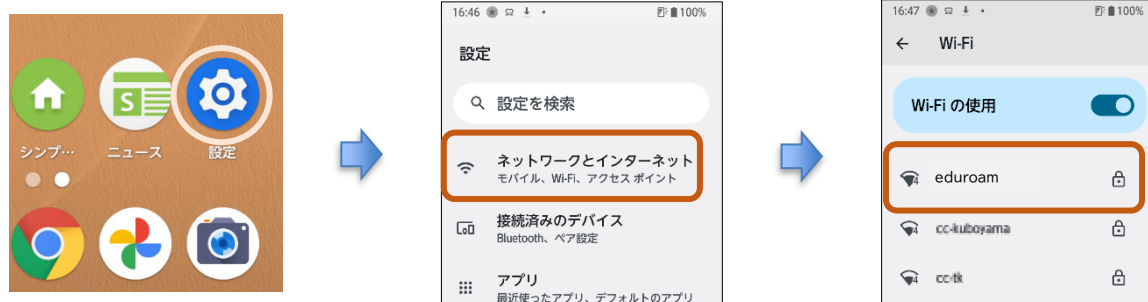 シンプ…
ニュース
設定
16:46
100%
設定
設定を検索
ネットワークとインターネット
モバイル、Wi-Fi、アクセス ポイント
接続済みのデバイス
Bluetooth、ペア設定
アプリ
最近使ったアプリ、デフォルトのアプリ
16:47
100%
Wi-Fi
Wi-Fi の使用
eduroam
cc-kuboyama
cc-tk